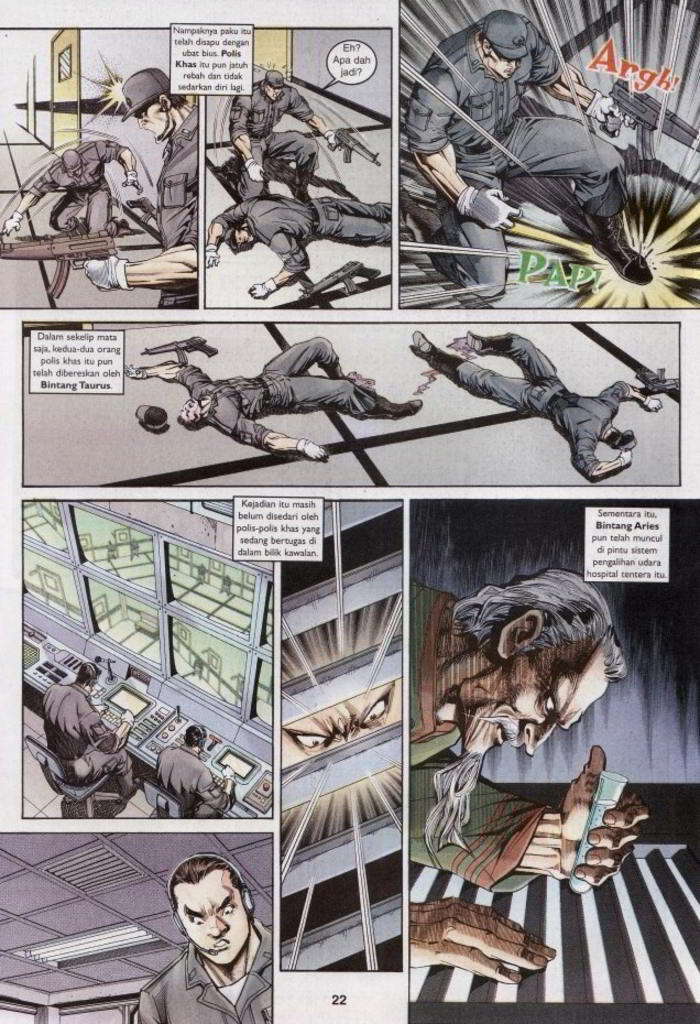 Nampaknya paku itu
telah disapu dengan
ubat bius. Polis
Khas itu pun jatuh
rebah dan tidak
sedarkan diri lagi.
Eh?
Apa dah
jadi?
Argh!
PAP!
Dalam sekelip mata
saja, kedua-dua orang
polis khas itu pun
telah dibereskan oleh
Bintang Taurus.
Kejadian itu masih
belum disedari oleh
polis-polis khas yang
sedang bertugas di
dalam bilik kawalan.
Sementara itu,
Bintang Aries
pun telah muncul
di pintu sistem
pengalihan udara
hospital tentera itu.
22